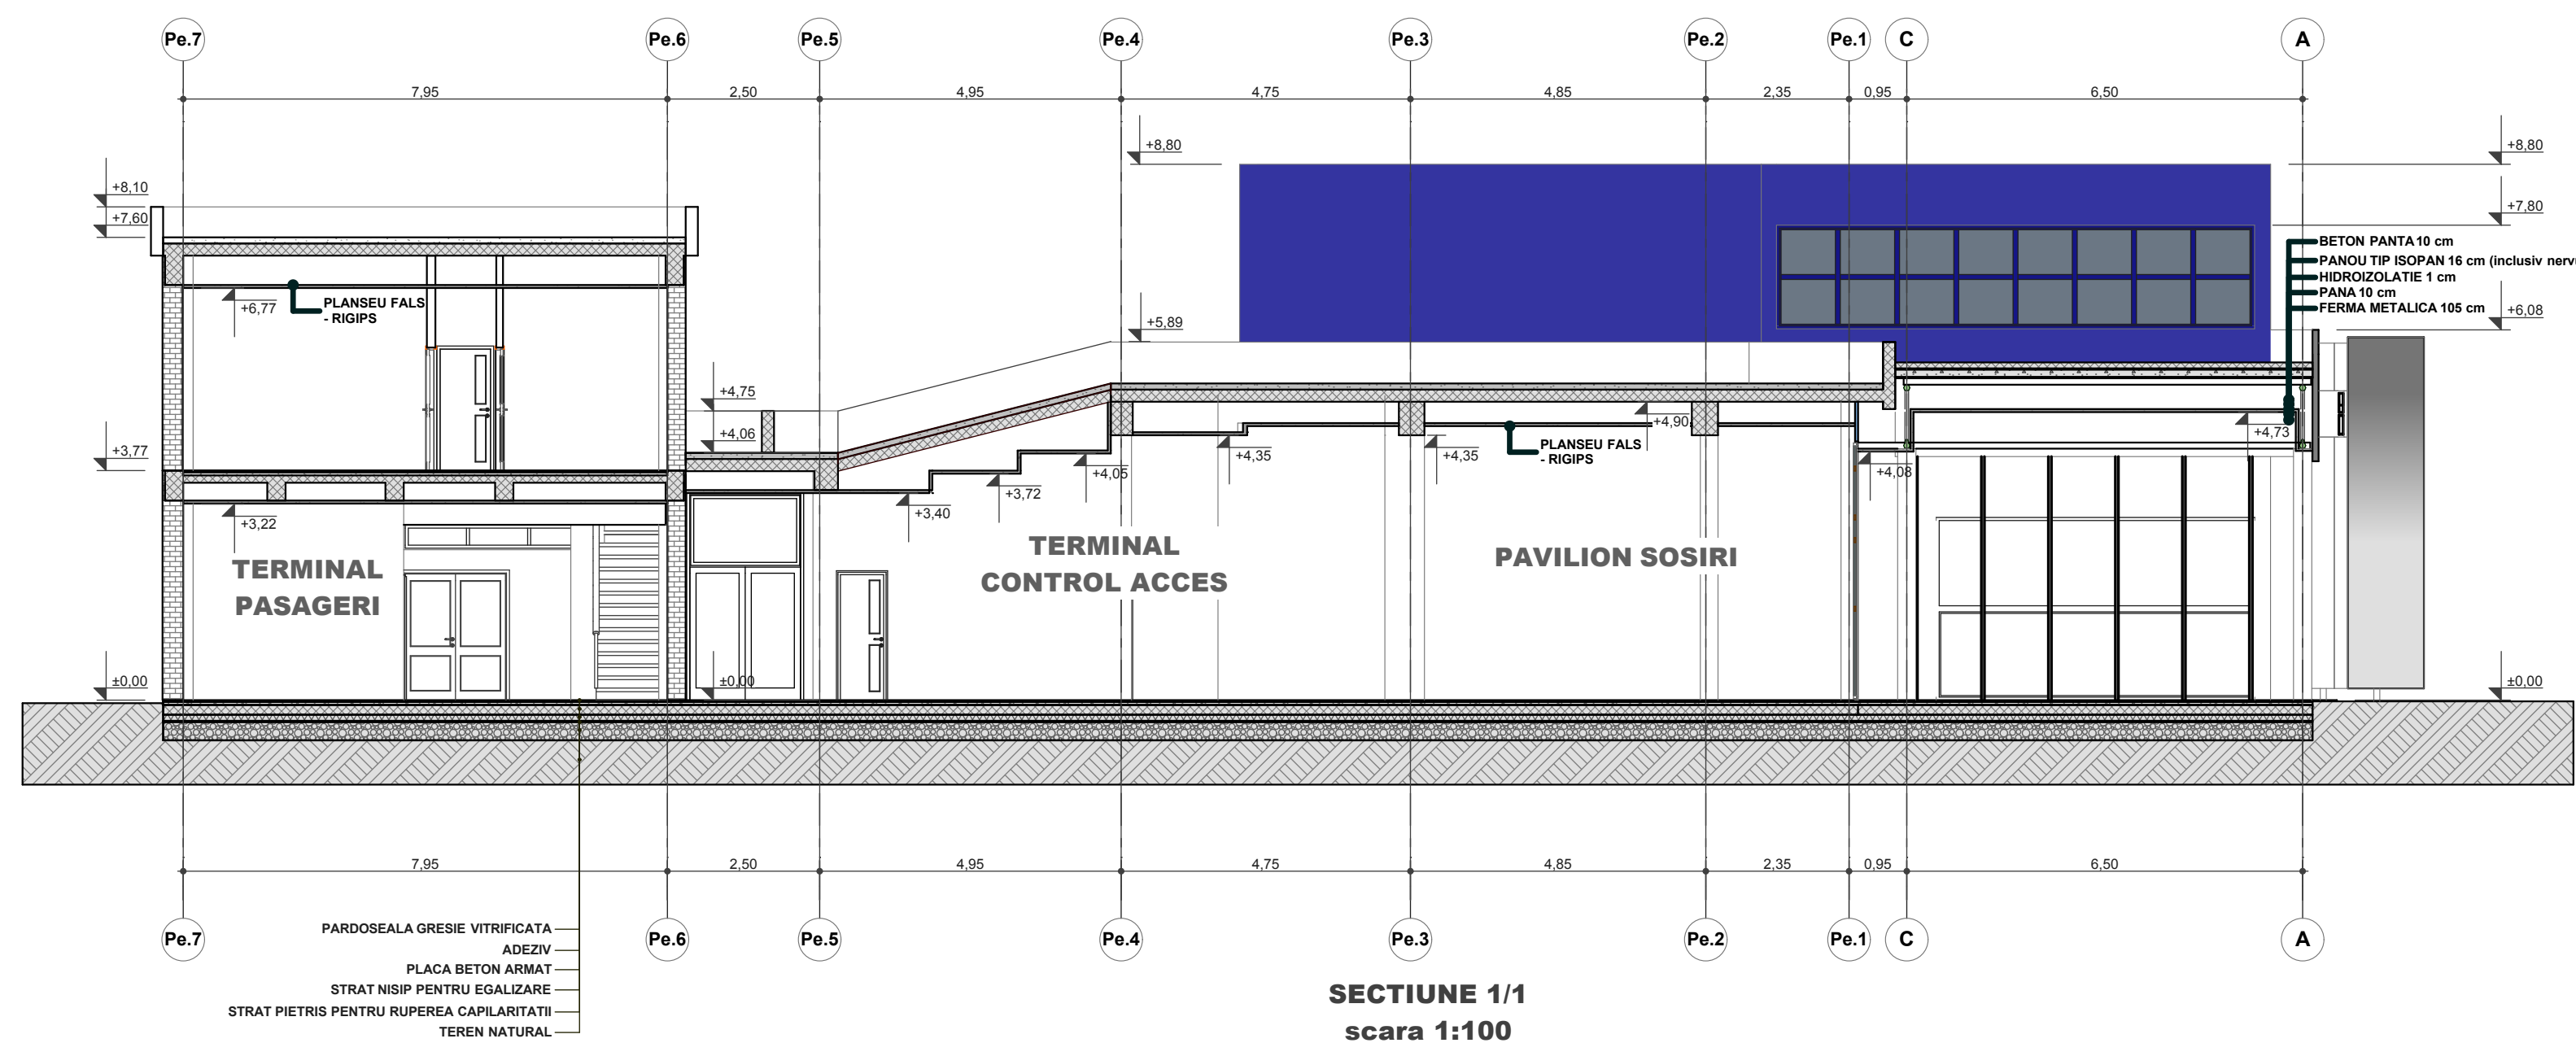 Pe.7 Pe.6 Pe.5 Pe.4 Pe.3 Pe.2 Pe.1 C A
7,95 2,50 4,95 4,75 4,85 2,35 0,95 6,50
+8,80 +8,80
+8,10
+7,60 +7,80
BETON PANTA 10 cm
PANOU TIP ISOPAN 16 cm (inclusiv nerv
HIDROIZOLATIE 1 cm
PANA 10 cm
FERMA METALICA 105 cm
+6,77
PLANSEU FALS
- RIGIPS
+5,89 +6,08
+4,75
+4,06
+3,77
+4,90 +4,73
PLANSEU FALS
- RIGIPS
+4,05 +4,35 +4,35 +4,08
+3,72
+3,40
+3,22
TERMINAL
PASAGERI
TERMINAL
CONTROL ACCES
PAVILION SOSIRI
±0,00 ±0,00 ±0,00
7,95 2,50 4,95 4,75 4,85 2,35 0,95 6,50
Pe.7 Pe.6 Pe.5 Pe.4 Pe.3 Pe.2 Pe.1 C A
PARDOSEALA GRESIE VITRIFICATA
ADEZIV
PLACA BETON ARMAT
STRAT NISIP PENTRU EGALIZARE
STRAT PIETRIS PENTRU RUPEREA CAPILARITATII
TEREN NATURAL
SECTIUNE 1/1
scara 1:100